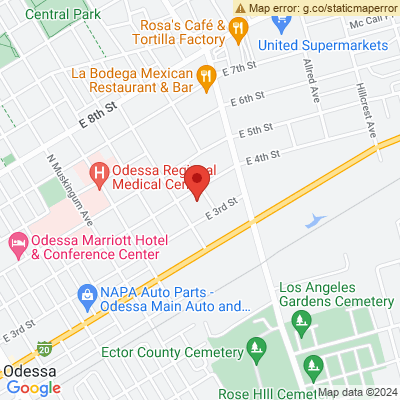 Map error: g.co/staticmaperror
Central Park
Rosa's Café &
Tortilla Factory
Mc Call
United Supermarkets
La Bodega Mexican
Restaurant & Bar
E 7th St
Allred Ave
Hillcrest Ave
E 6th St
E 8th St
E 5th St
E 4th St
N Muskingum Ave
H
Odessa Regional
Medical Cen
E 3rd St
Odessa Marriott Hotel
& Conference Center
NAPA Auto Parts -
Odessa Main Auto and...
Los Angeles
Gardens Cemetery
E 3rd St
20
Ector County Cemetery
Odessa
Google
Rose Hill Ceme
Map data ©2024